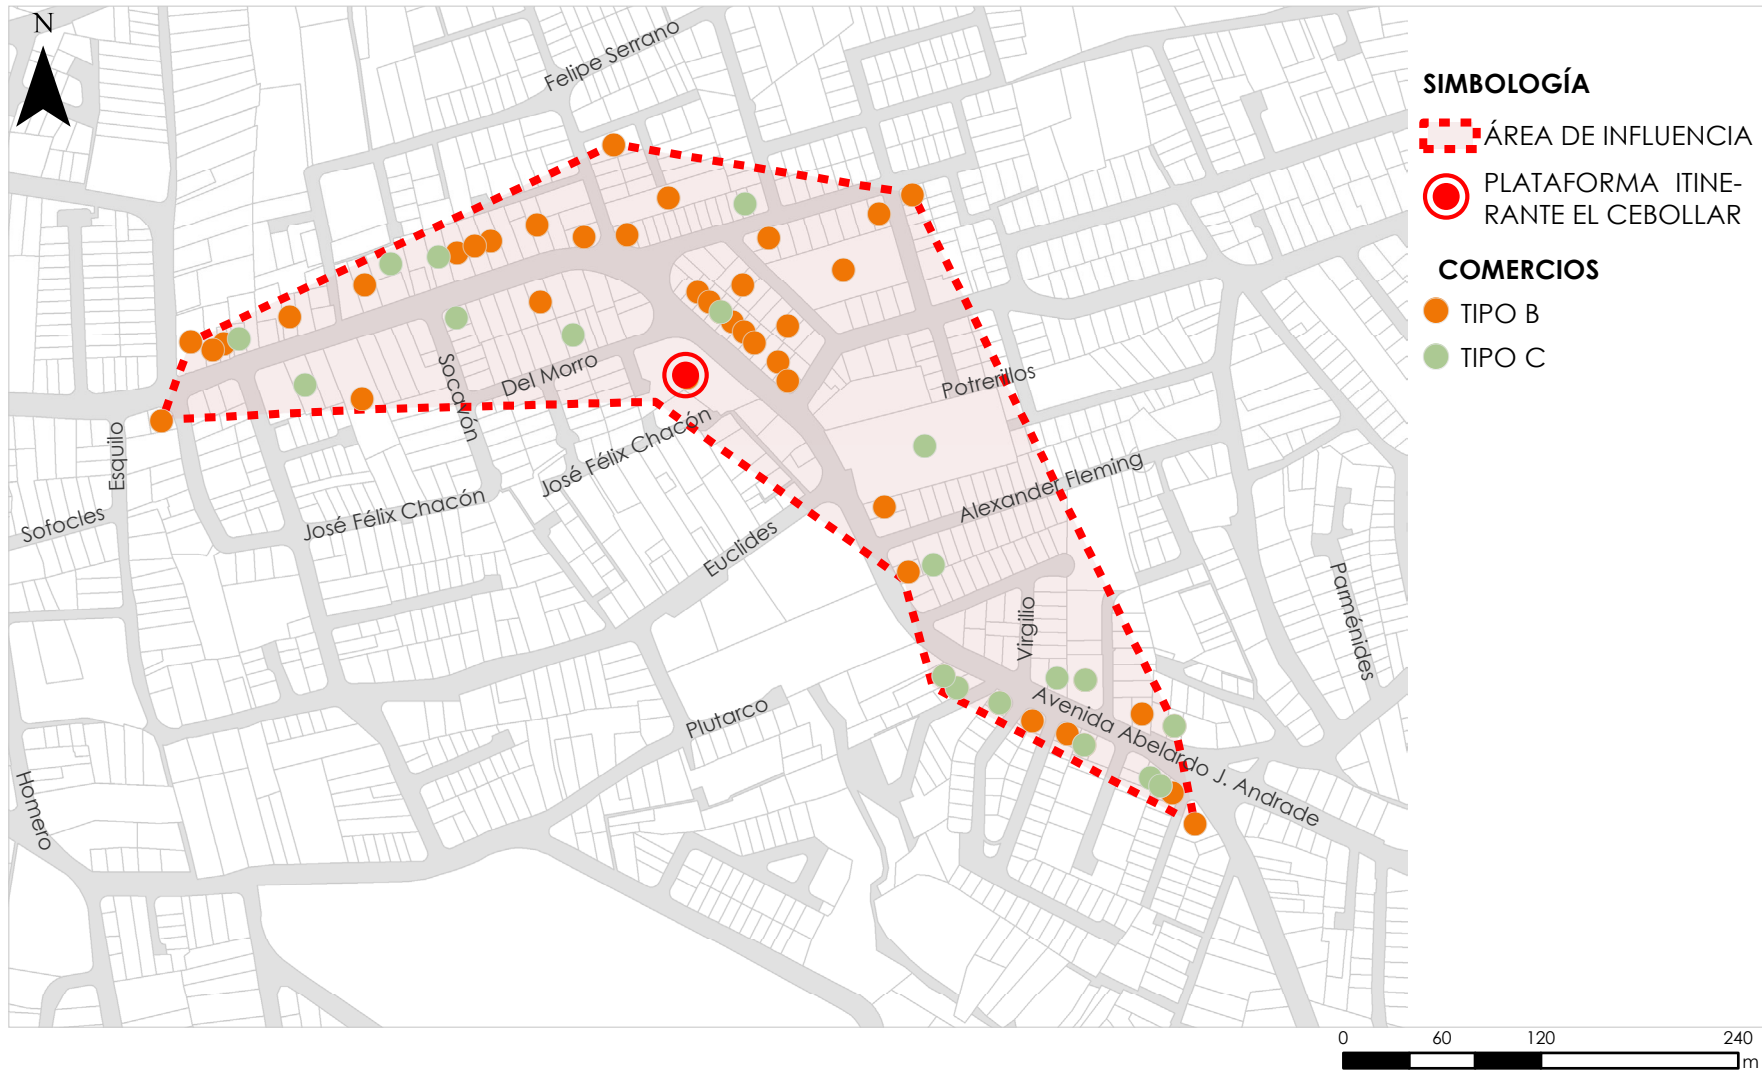 N
Felipe Serrano
SIMBOLOGÍA
ÁREA DE INFLUENCIA
PLATAFORMA ITINE-
RANTE EL CEBOLLAR
COMERCIOS
TIPO B
TIPO C
Socavón
Del Morro
Potrerillos
Esquilo
José Félix Chacón
José Félix Chacón
Sofocles
Alexander Fleming
Euclides
Parménides
Virgilio
Plutarco
Avenida Abelardo J. Andrade
Homero
0 60 120 240
m